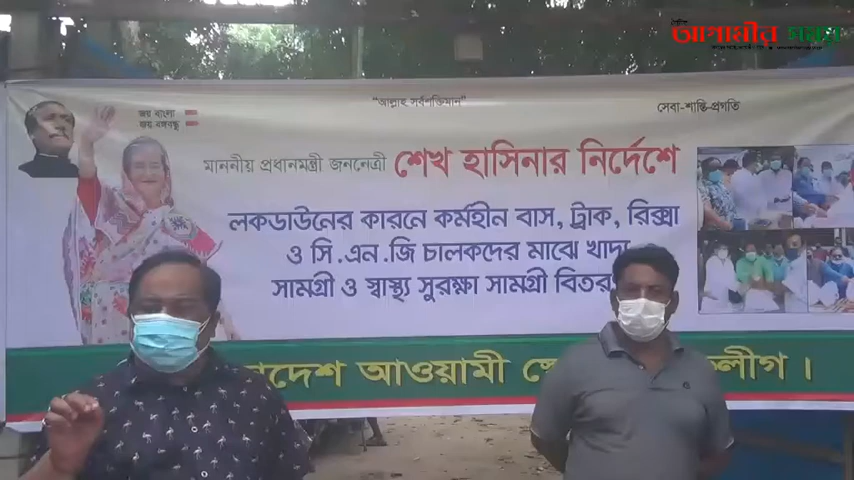 দৈনিক
আগামীর সময়
"আল্লাহ সর্বশক্তিমান"
সেবা-শান্তি-প্রগতি
জয় বাংলা
জয় বঙ্গবন্ধু
মাননীয় প্রধানমন্ত্রী জননেত্রী শেখ হাসিনার নির্দেশে
লকডাউনের কারনে কর্মহীন বাস, ট্রাক, রিক্সা
ও সি.এন.জি চালকদের মাঝে খাদ্য
সামগ্রী ও স্বাস্থ্য সুরক্ষা সামগ্রী বিতর
াদেশ আওয়ামী স্বে লীগ ।